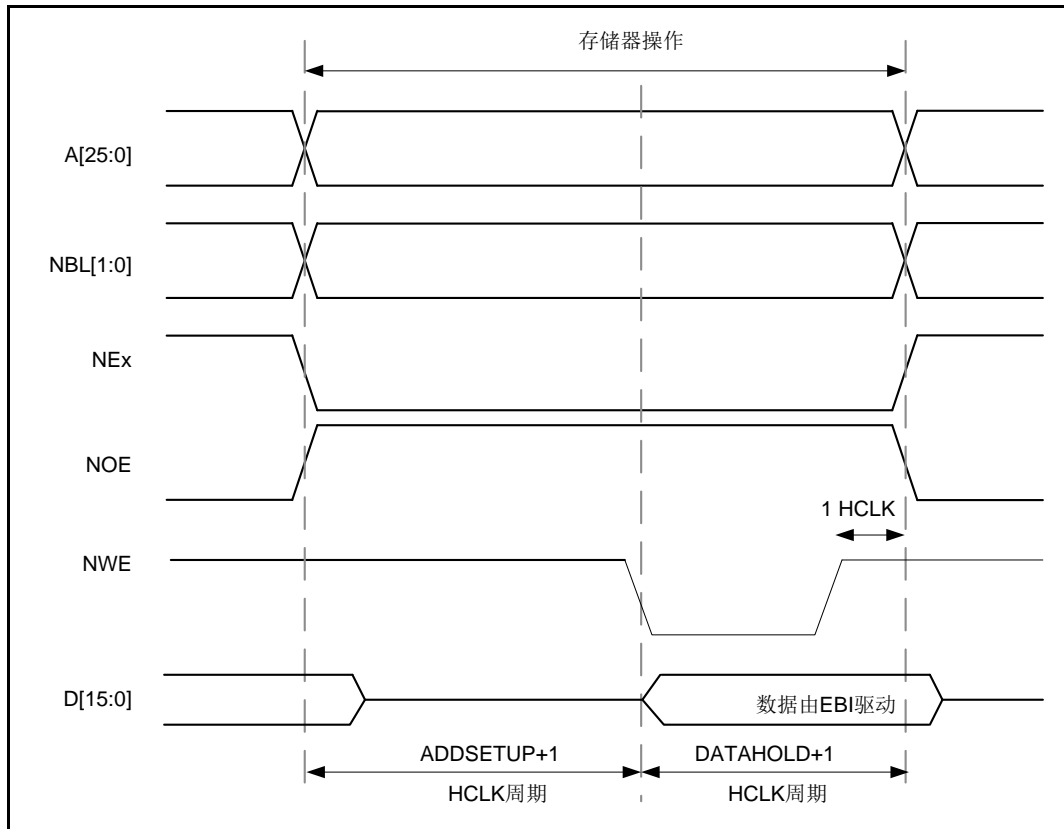 存储器操作
A[25:0]
NBL[1:0]
NEx
NOE
1 HCLK
NWE
D[15:0]
数据由EBI驱动
ADDSETUP+1
DATAHOLD+1
HCLK周期
HCLK周期